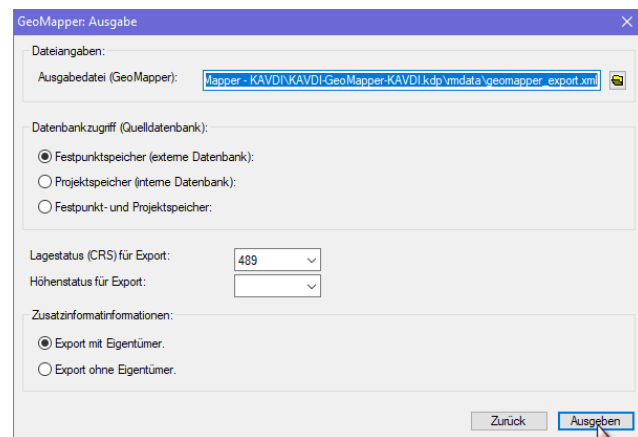 GeoMapper: Ausgabe
Dateiangaben:
Ausgabedatei (GeoMapper):
Mapper - KAVDI\KAVDI-GeoMapper-KAVDI.kdp\rmdata\geomapper_export.xml
Datenbankzugriff (Quelldatenbank):
Festpunktspeicher (externe Datenbank):
Projektspeicher (interne Datenbank):
Festpunkt- und Projektspeicher:
Lagestatus (CRS) für Export:
489
Höhenstatus für Export:
Zusatzinformatinformationen:
Export mit Eigentümer.
Export ohne Eigentümer.
Zurück
Ausgeben